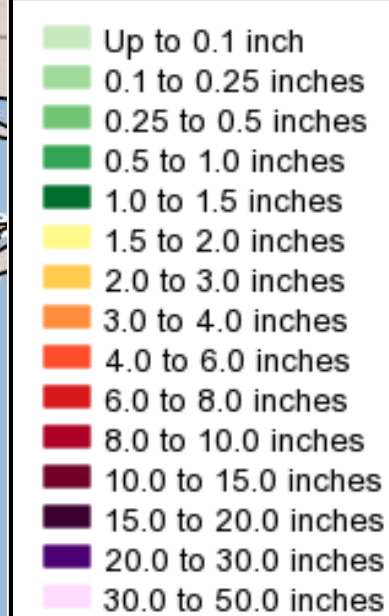 Up to 0.1 inch
0.1 to 0.25 inches
0.25 to 0.5 inches
0.5 to 1.0 inches
1.0 to 1.5 inches
1.5 to 2.0 inches
2.0 to 3.0 inches
3.0 to 4.0 inches
4.0 to 6.0 inches
6.0 to 8.0 inches
8.0 to 10.0 inches
10.0 to 15.0 inches
15.0 to 20.0 inches
20.0 to 30.0 inches
30.0 to 50.0 inches